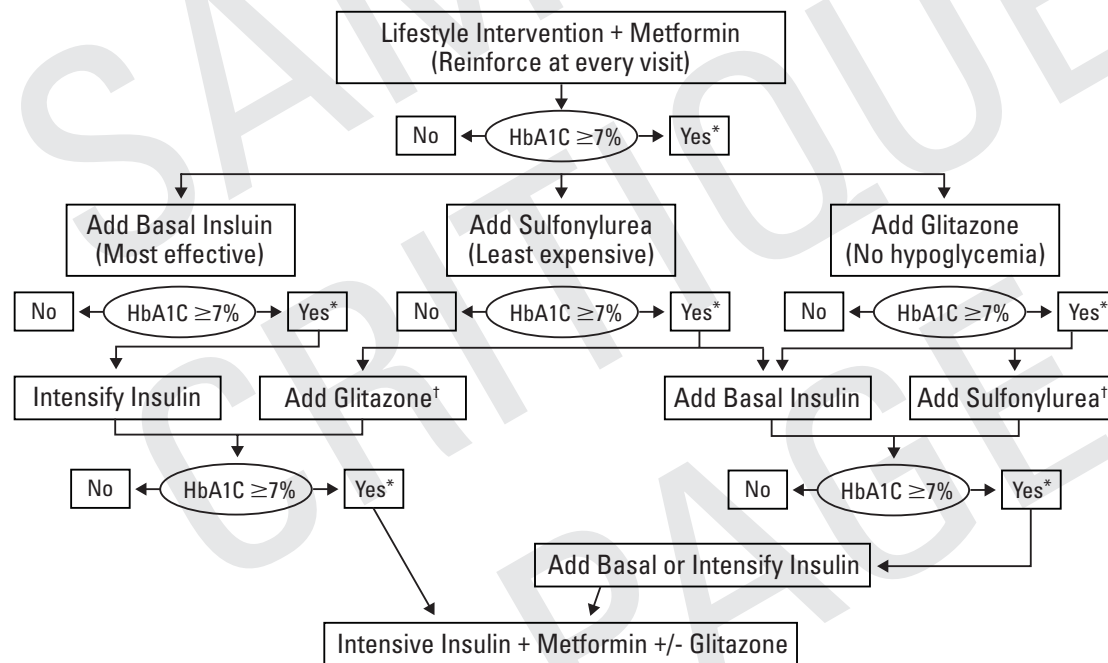 Lifestyle Intervention + Metformin
(Reinforce at every visit)
No
HbA1C ≥7%
Yes*
Add Basal Insluin
(Most effective)
Add Sulfonylurea
(Least expensive)
Add Glitazone
(No hypoglycemia)
No
HbA1C ≥7%
Yes*
No
HbA1C ≥7%
Yes*
No
HbA1C ≥7%
Yes*
Intensify Insulin
Add Glitazone†
Add Basal Insulin
Add Sulfonylurea†
No
HbA1C ≥7%
Yes*
No
HbA1C ≥7%
Yes*
Add Basal or Intensify Insulin
Intensive Insulin + Metformin +/- Glitazone
CRITIQUE
PAGE